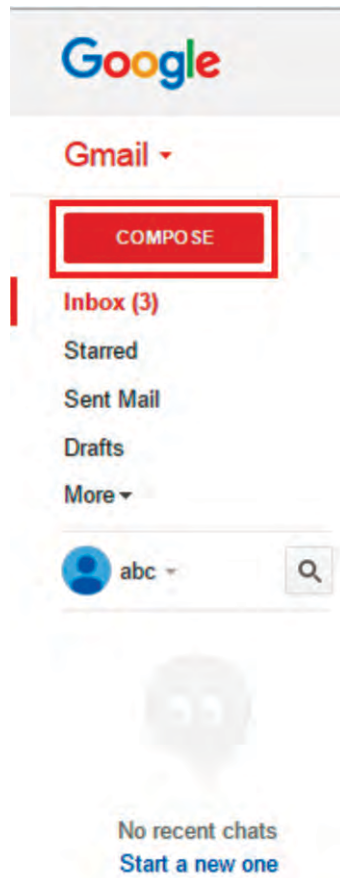 Google
Gmail
COMPOSE
Inbox (3)
Starred
Sent Mail
Drafts
More
abc
No recent chats
Start a new one